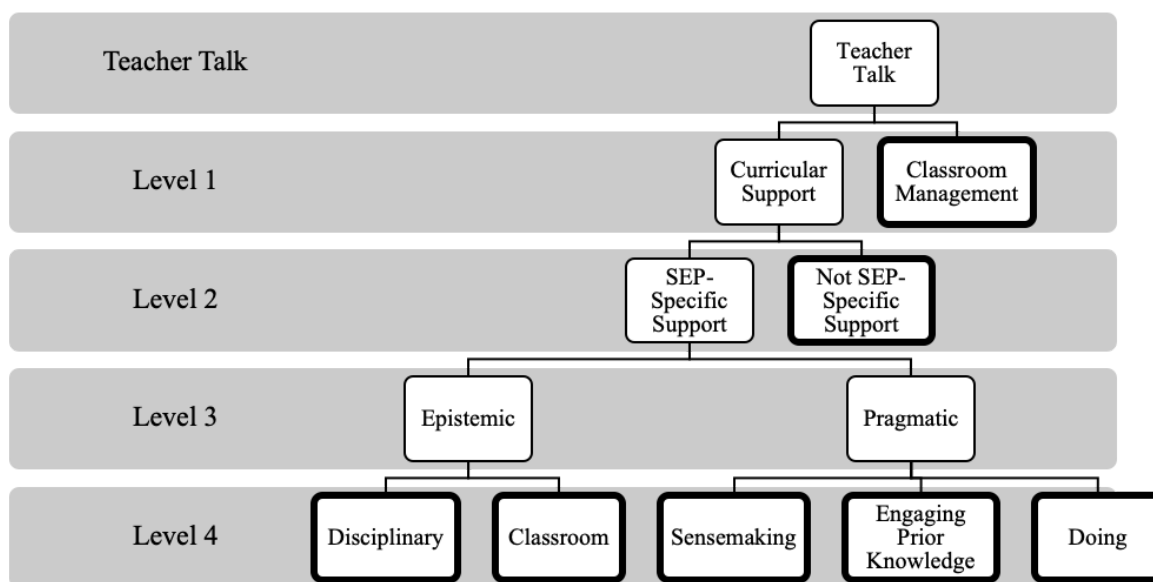 Teacher Talk
Teacher
Talk
Level 1
Curricular
Support
Classroom
Management
Level 2
SEP-
Specific
Support
Not SEP-
Specific
Support
Level 3
Epistemic
Pragmatic
Level 4
Disciplinary
Classroom
Sensemaking
Engaging
Prior
Knowledge
Doing